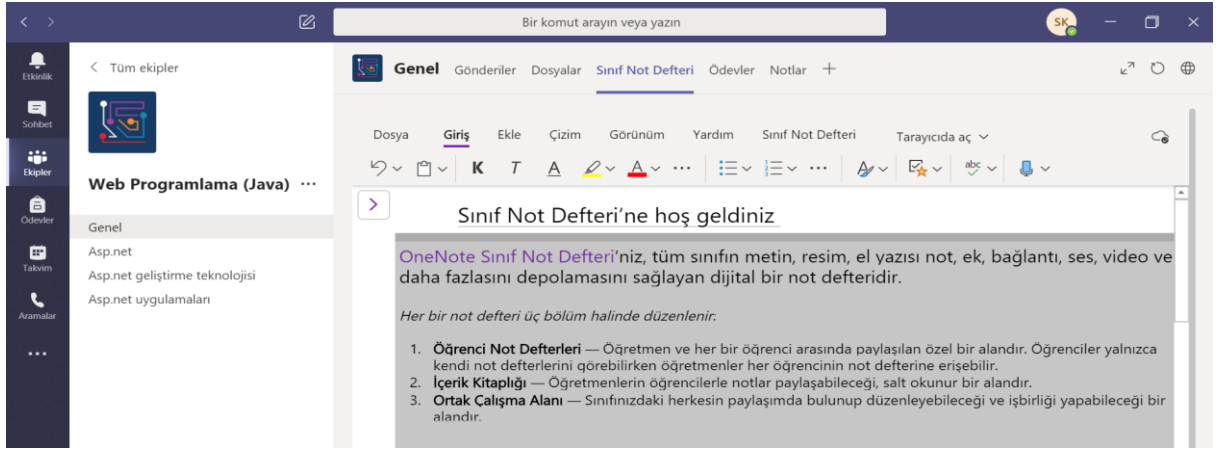 Bir komut arayın veya yazın
SK
Etkinlik
Sohbet
Ekipler
Ödevler
Takvim
Aramalar
Tüm ekipler
Web Programlama (Java) ...
Genel
Asp.net
Asp.net geliştirme teknolojisi
Asp.net uygulamaları
Genel Gönderiler Dosyalar Sınıf Not Defteri Ödevler Notlar +
Dosya Giriş Ekle Çizim Görünüm Yardım Sınıf Not Defteri Tarayıcıda aç
K T A A A abc
Sınıf Not Defteri’ne hoş geldiniz
OneNote Sınıf Not Defteri’niz, tüm sınıfın metin, resim, el yazısı not, ek, bağlantı, ses, video ve
daha fazlasını depolamasını sağlayan dijital bir not defteridir.
Her bir not defteri üç bölüm halinde düzenlenir:
1. Öğrenci Not Defterleri — Öğretmen ve her bir öğrenci arasında paylaşılan özel bir alandır. Öğrenciler yalnızca
kendi not defterlerini görebilirken öğretmenler her öğrencinin not defterine erişebilir.
2. İçerik Kitaplığı — Öğretmenlerin öğrencilerle notlar paylaşabileceği, salt okunur bir alandır.
3. Ortak Çalışma Alanı — Sınıfınızdaki herkesin paylaşımda bulunup düzenleyebileceği ve işbirliği yapabileceği bir
alandır.